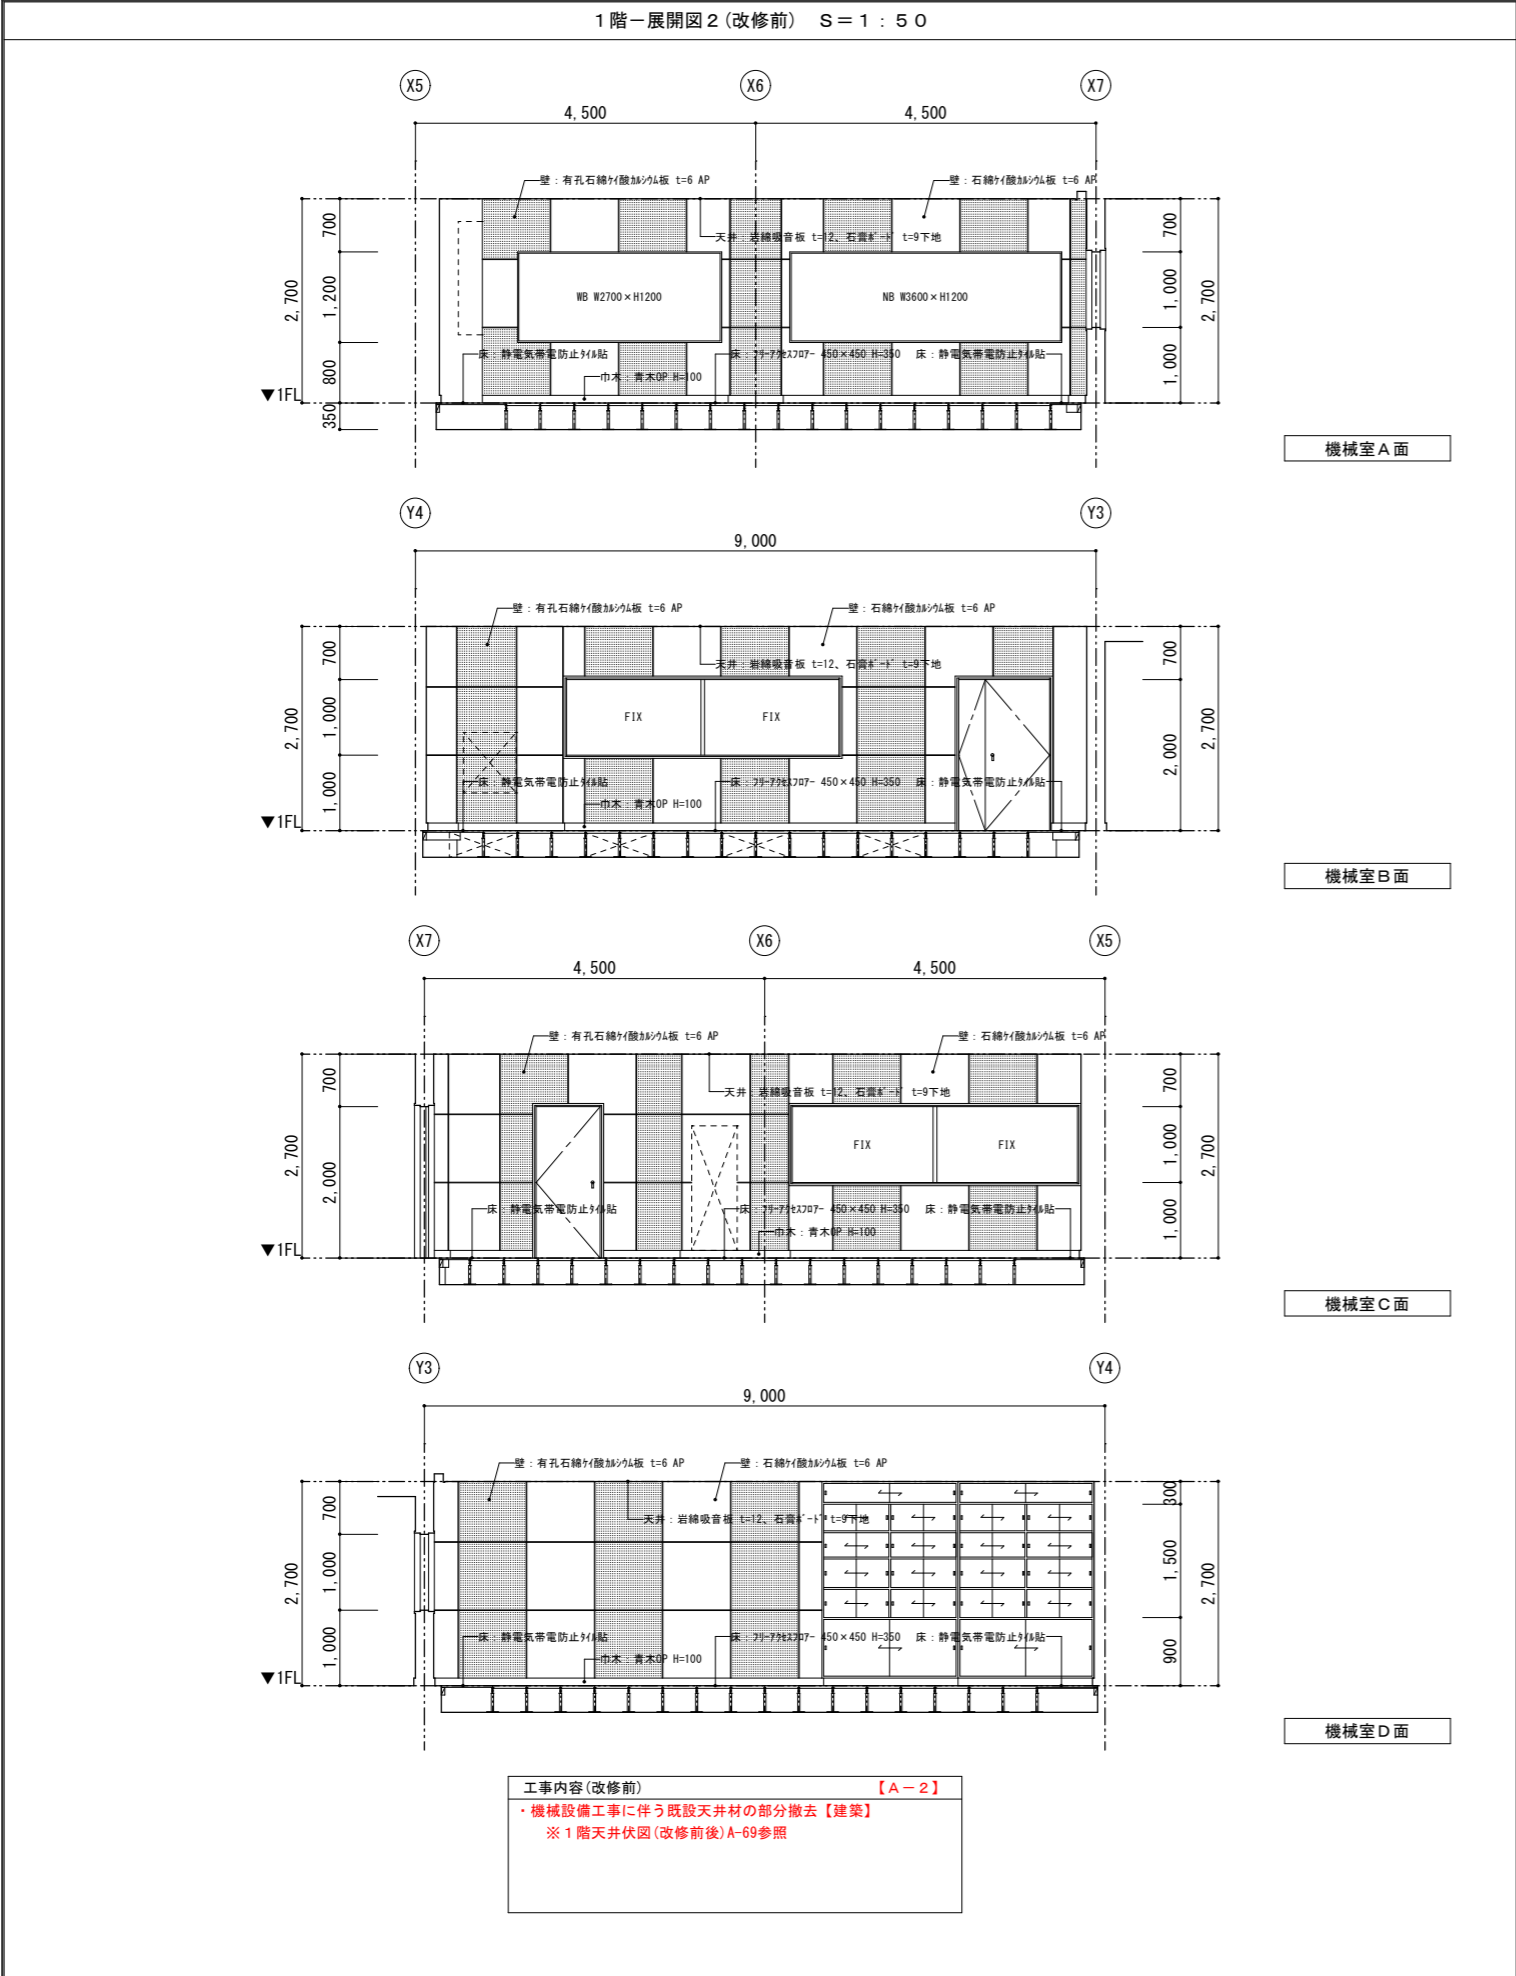 1階－展開図２(改修前)　Ｓ＝１：５０
X5 X6 X7
4,500 4,500
壁：有孔石綿ケイ酸カルシウム板 t=6 AP 壁：石綿ケイ酸カルシウム板 t=6 AP
天井：岩綿吸音板 t=12、石膏ボード t=9下地
700 700
2,700 1,200 WB W2700×H1200 NB W3600×H1200 1,000 2,700
800 床：静電気帯電防止タイル貼 床：フリーアクセスフロアー 450×450 H=350 床：静電気帯電防止タイル貼 1,000
巾木：青木OP H=100
▼1FL
350
機械室Ａ面
Y4 Y3
9,000
壁：有孔石綿ケイ酸カルシウム板 t=6 AP 壁：石綿ケイ酸カルシウム板 t=6 AP
天井：岩綿吸音板 t=12、石膏ボード t=9下地
700 700
2,700 1,000 FIX FIX 2,000 2,700
1,000 床：静電気帯電防止タイル貼 床：フリーアクセスフロアー 450×450 H=350 床：静電気帯電防止タイル貼
巾木：青木OP H=100
▼1FL
機械室Ｂ面
X7 X6 X5
4,500 4,500
壁：有孔石綿ケイ酸カルシウム板 t=6 AP 壁：石綿ケイ酸カルシウム板 t=6 AP
天井：岩綿吸音板 t=12、石膏ボード t=9下地
700 700
2,700 2,000 FIX FIX 1,000 2,700
床：静電気帯電防止タイル貼 床：フリーアクセスフロアー 450×450 H=350 床：静電気帯電防止タイル貼 1,000
巾木：青木OP H=100
▼1FL
機械室Ｃ面
Y3 Y4
9,000
壁：有孔石綿ケイ酸カルシウム板 t=6 AP 壁：石綿ケイ酸カルシウム板 t=6 AP
天井：岩綿吸音板 t=12、石膏ボード t=9下地
700 300
2,700 1,000 1,500 2,700
1,000 床：静電気帯電防止タイル貼 床：フリーアクセスフロアー 450×450 H=350 床：静電気帯電防止タイル貼 900
巾木：青木OP H=100
▼1FL
機械室Ｄ面
工事内容(改修前) 【Ａ－２】
・機械設備工事に伴う既設天井材の部分撤去【建築】
※１階天井伏図(改修前後)A-69参照